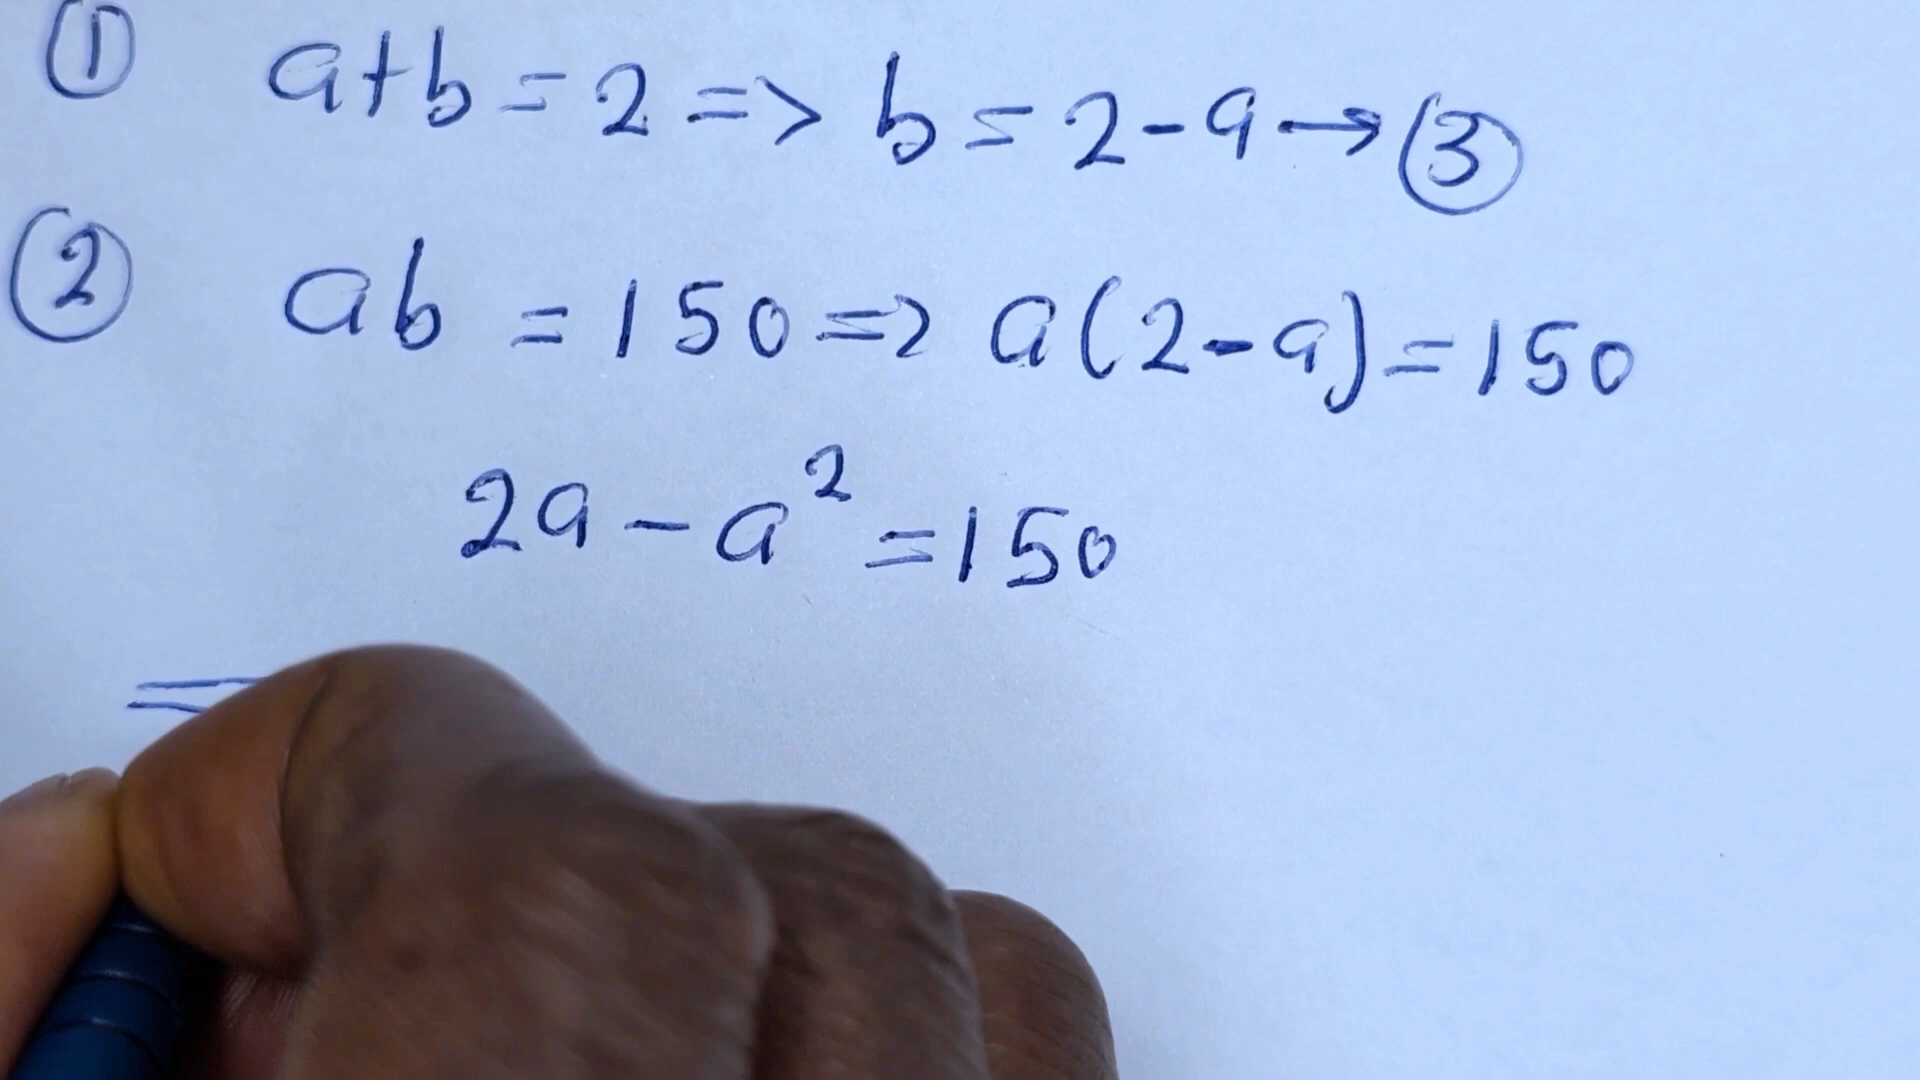 ① a+b=2 => b=2-a→③
② ab=150=> a(2-a)=150
2a-a²=150
=